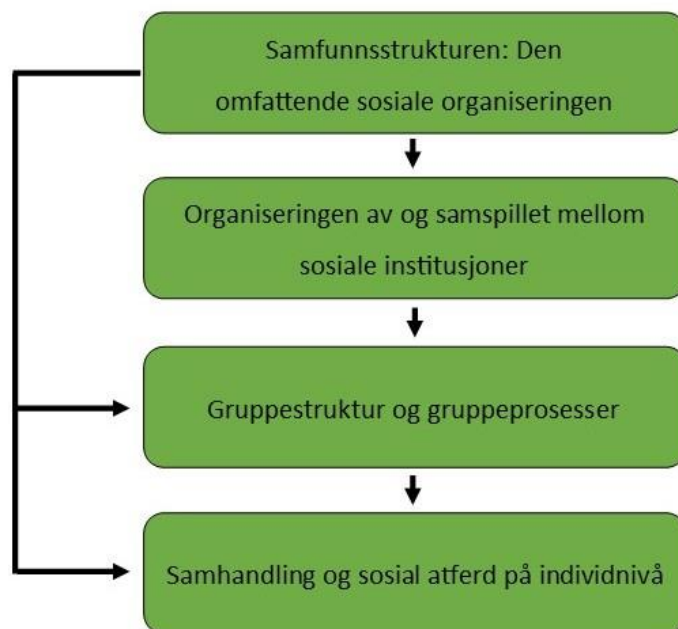 Samfunnsstrukturen: Den
omfattende sosiale organiseringen
Organiseringen av og samspillet mellom
sosiale institusjoner
Gruppestruktur og gruppeprosesser
Samhandling og sosial atferd på individnivå